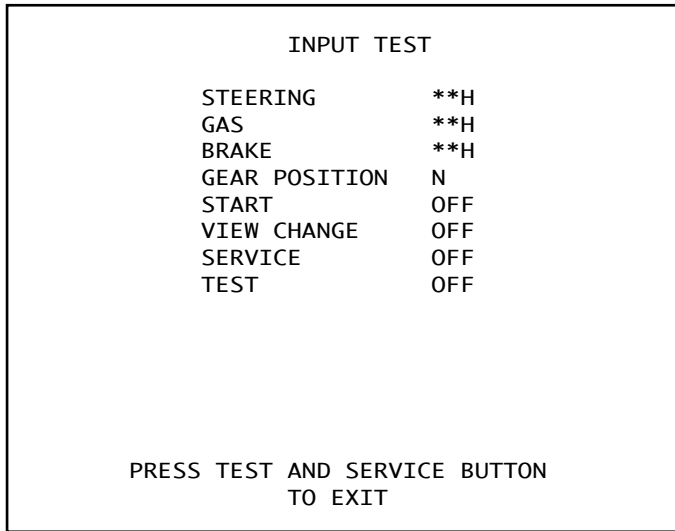 INPUT TEST
STEERING **H
GAS **H
BRAKE **H
GEAR POSITION N
START OFF
VIEW CHANGE OFF
SERVICE OFF
TEST OFF
PRESS TEST AND SERVICE BUTTON
TO EXIT